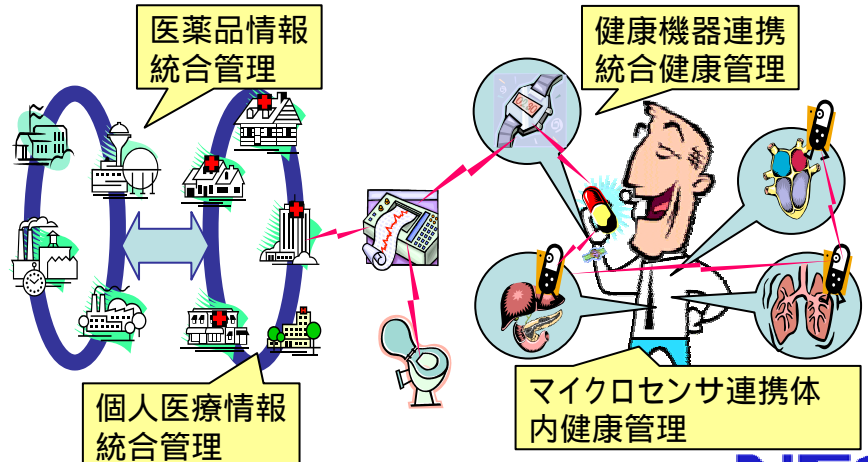 医薬品情報
統合管理
健康機器連携
統合健康管理
個人医療情報
統合管理
マイクロセンサ連携体
内健康管理